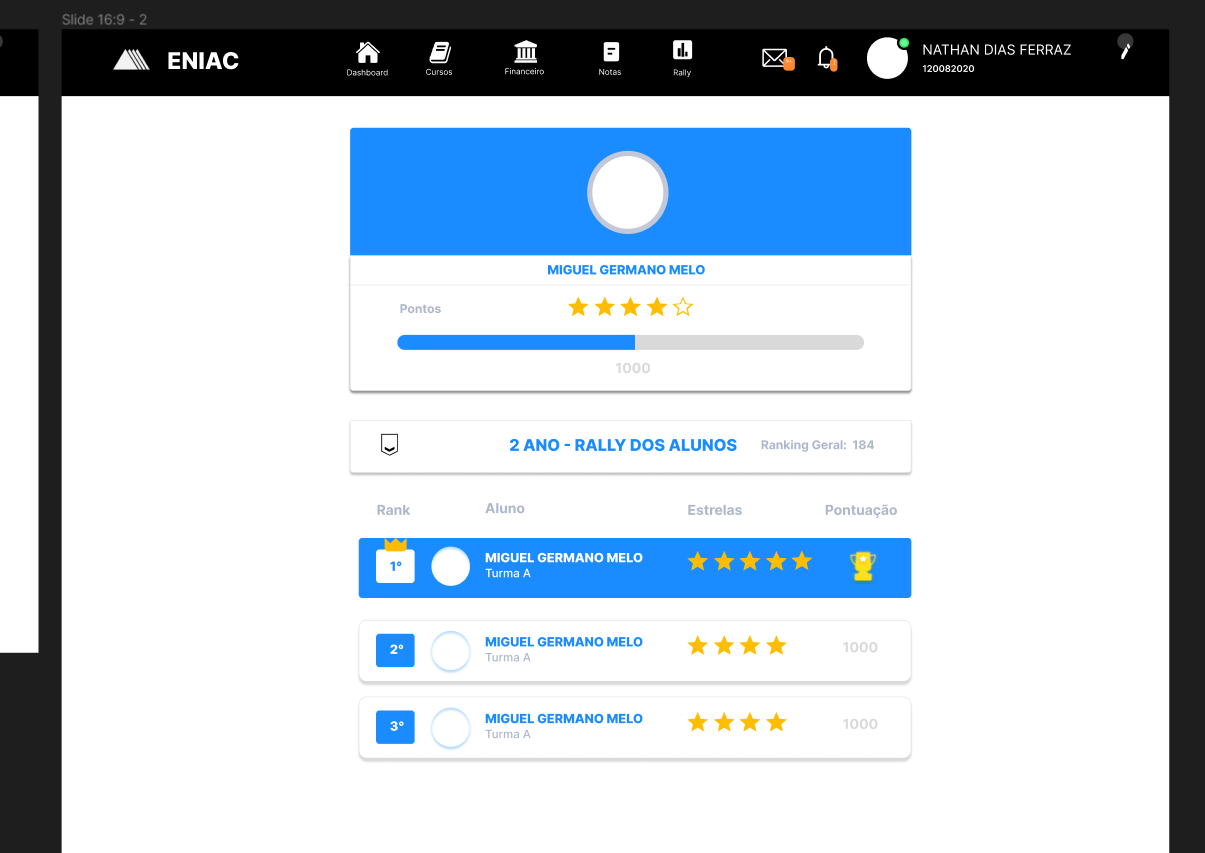 Slide 16:9 - 2
ENIAC
Dashboard
Cursos
Financeiro
Notas
Rally
NATHAN DIAS FERRAZ
120082020
MIGUEL GERMANO MELO
Pontos
1000
2 ANO - RALLY DOS ALUNOS
Ranking Geral: 184
Rank Aluno Estrelas Pontuação
1°
MIGUEL GERMANO MELO
Turma A
2°
MIGUEL GERMANO MELO
Turma A
1000
3°
MIGUEL GERMANO MELO
Turma A
1000